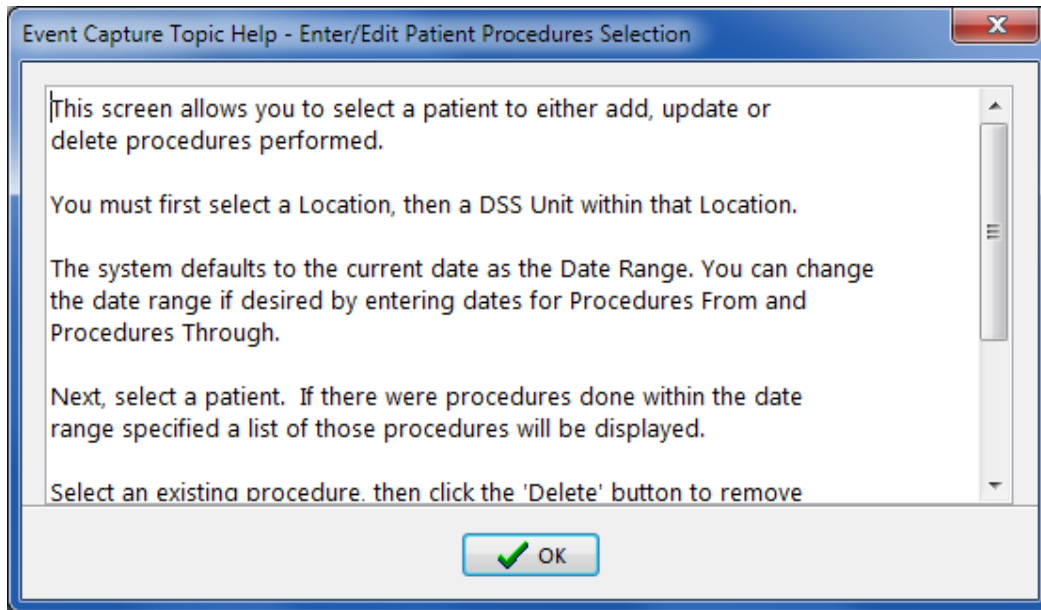 Event Capture Topic Help - Enter/Edit Patient Procedures Selection
This screen allows you to select a patient to either add, update or
delete procedures performed.
You must first select a Location, then a DSS Unit within that Location.
The system defaults to the current date as the Date Range. You can change
the date range if desired by entering dates for Procedures From and
Procedures Through.
Next, select a patient.  If there were procedures done within the date
range specified a list of those procedures will be displayed.
Select an existing procedure, then click the 'Delete' button to remove
OK